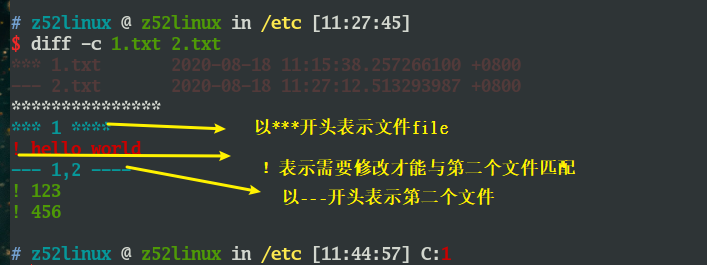 # z52linux @ z52linux in /etc [11:27:45]
$ diff -c 1.txt 2.txt
*** 1.txt 2020-08-18 11:15:38.257266100 +0800
--- 2.txt 2020-08-18 11:27:12.513293987 +0800
***************
*** 1 **** 以***开头表示文件file
! hello world
! 表示需要修改才能与第二个文件匹配
--- 1,2 ----
! 123 以---开头表示第二个文件
! 456
# z52linux @ z52linux in /etc [11:44:57] C:1